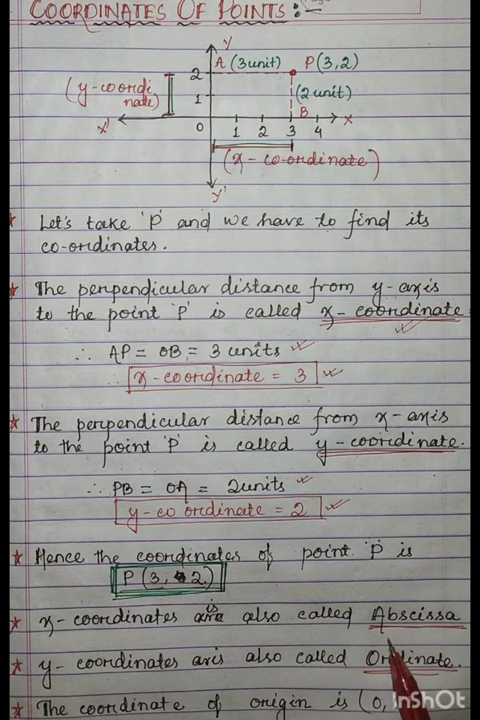 COORDINATES OF POINTS:-
Y
A (3 unit) P(3,2)
2
(y-coordi
nate)
(2 unit)
1
B
X' 0 1 2 3 4 X
(x-co-ordinate)
Y'
* Let's take 'P' and we have to find its
co-ordinates.
* The perpendicular distance from y-axis
to the point 'P' is called x-coordinate.
∴ AP = OB = 3 units
∴ x-coordinate = 3
* The perpendicular distance from x-axis
to the point 'P' is called y-coordinate.
∴ PB = OA = 2units
y-co ordinate = 2
* Hence the coordinates of point 'P' is
P(3, 2)
* x-coordinates is also called Abscissa
* y-coordinates is also called Ordinate.
* The coordinate of origin is (0,
InShOt